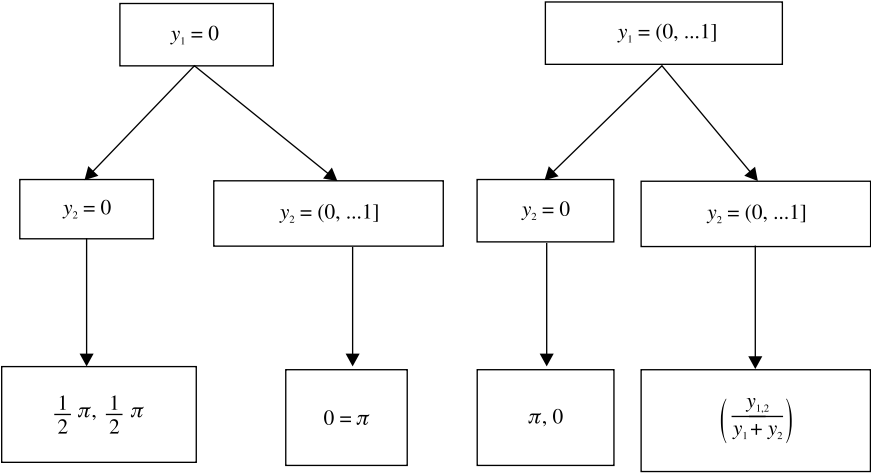 y₁ = 0
y₁ = (0, ...1]
y₂ = 0
y₂ = (0, ...1]
y₂ = 0
y₂ = (0, ...1]
1/2 π, 1/2 π
0 = π
π, 0
(y₁,₂ / y₁ + y₂)